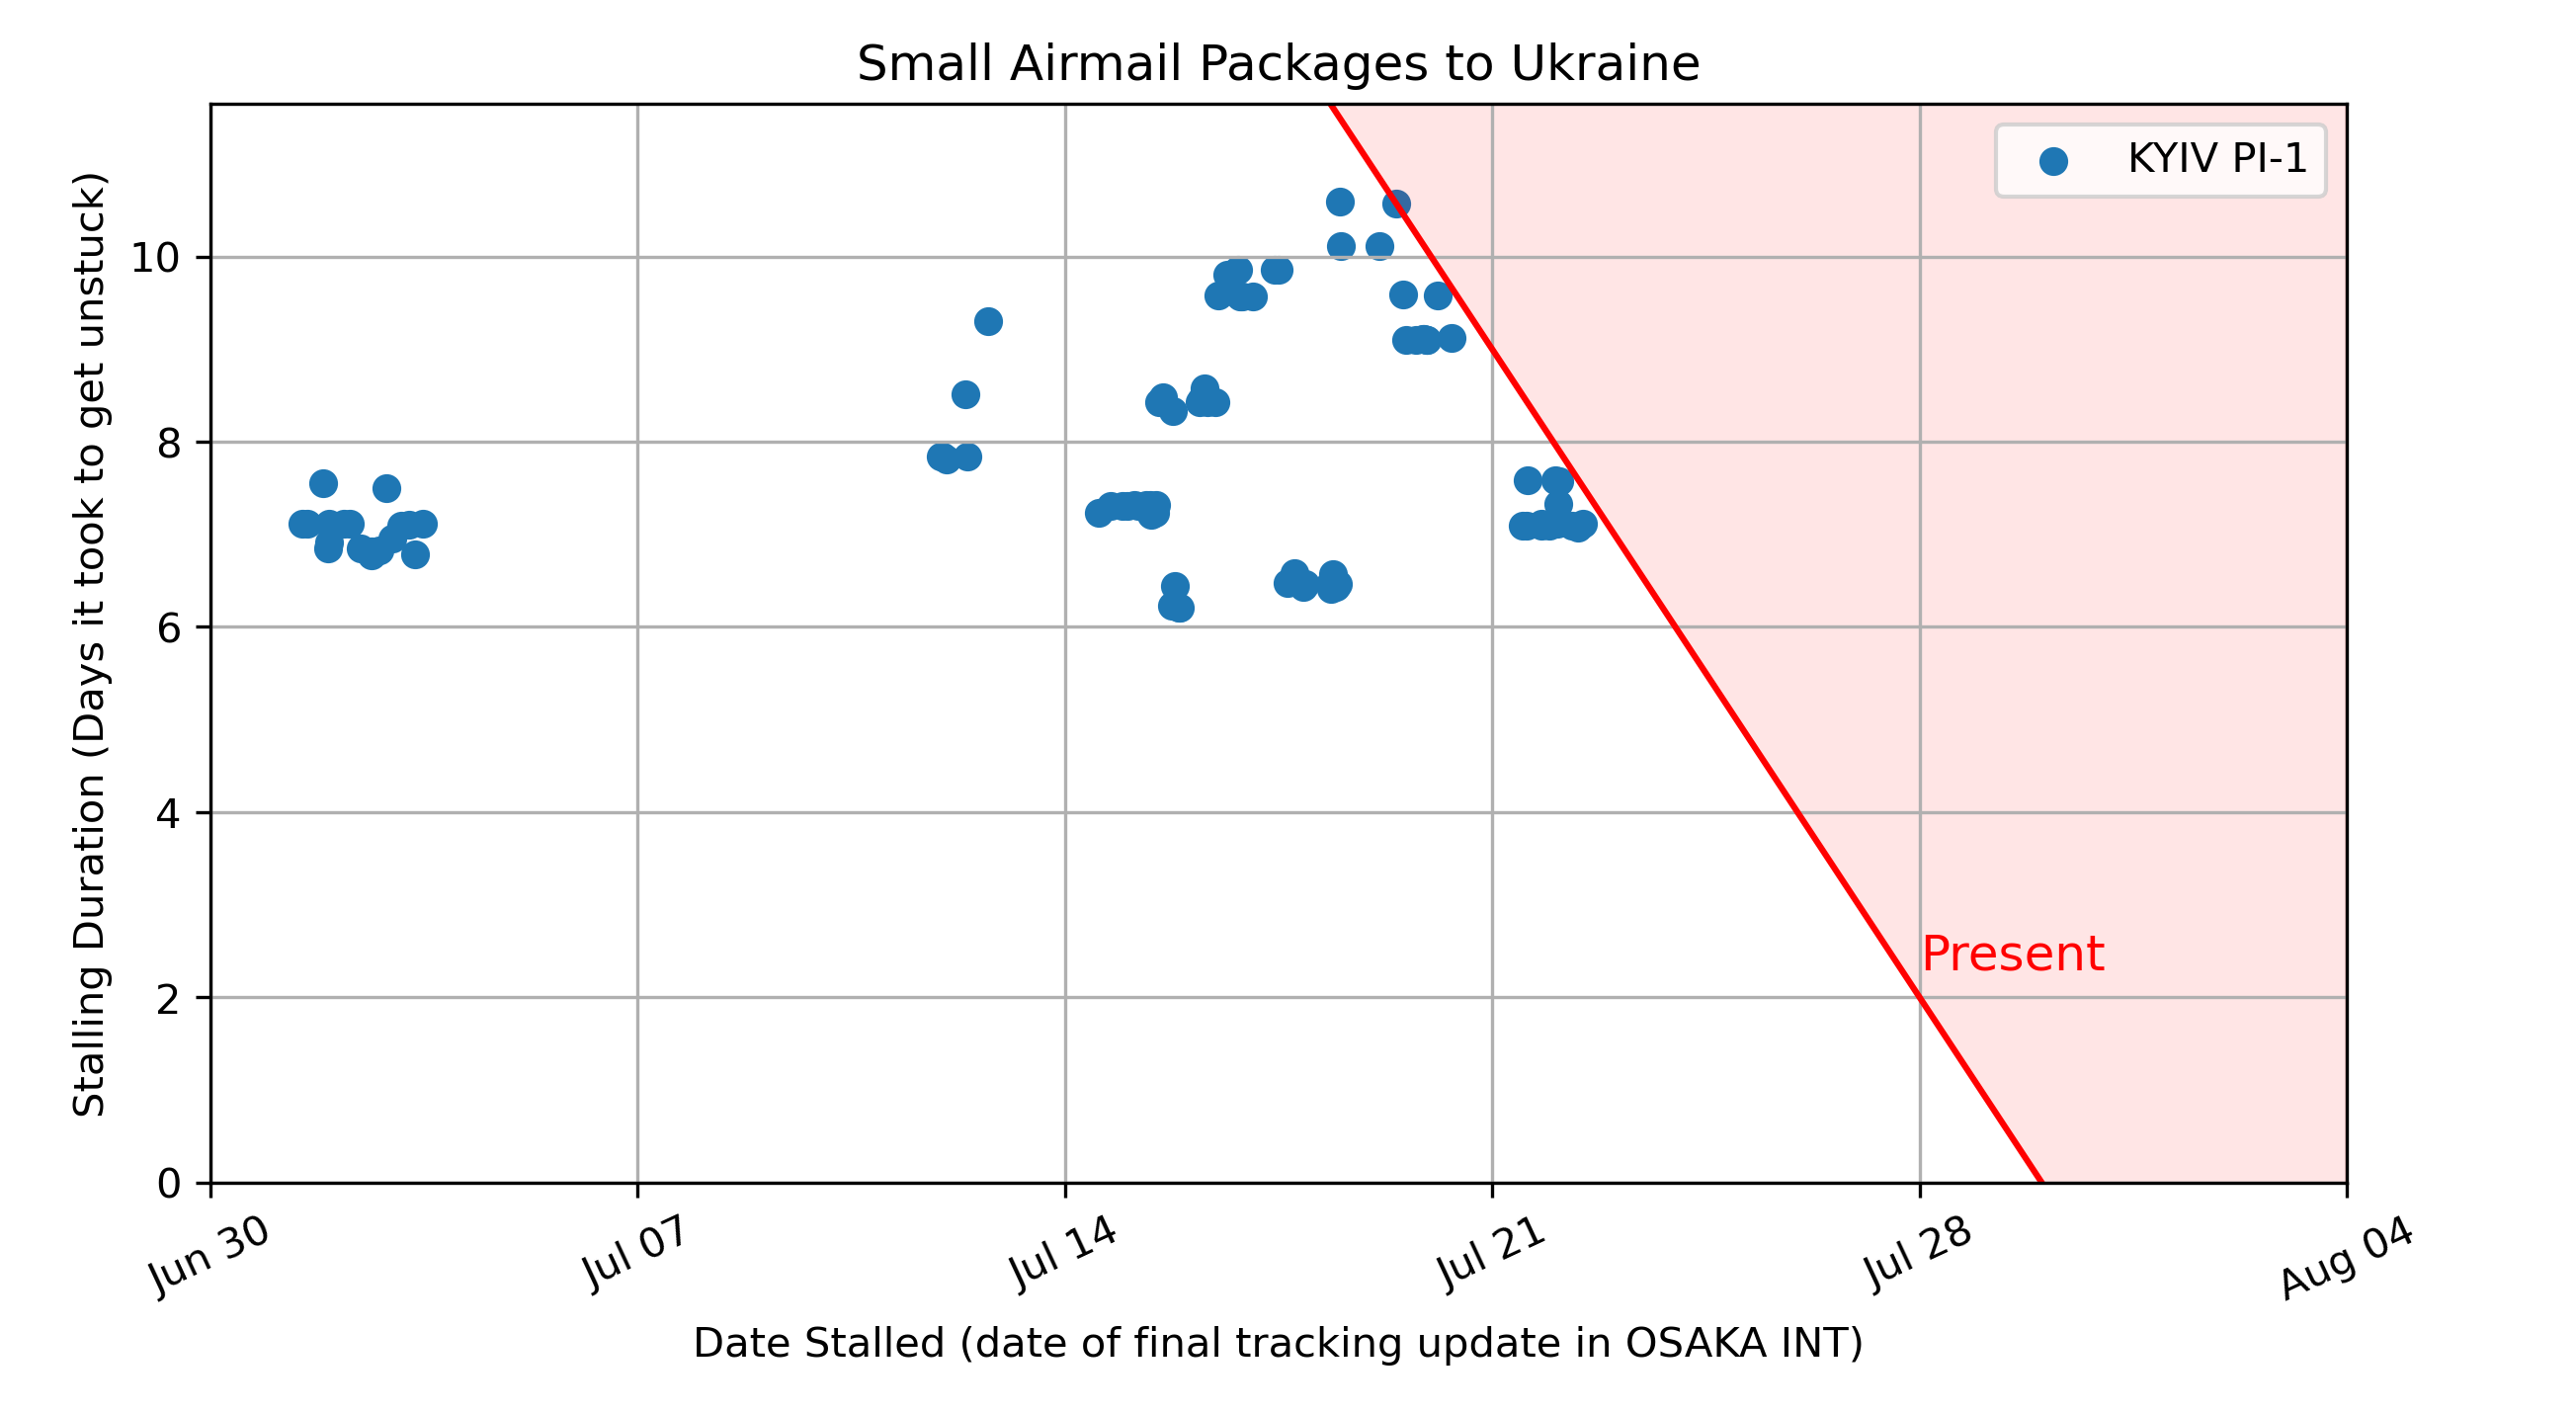 Small Airmail Packages to Ukraine
KYIV PI-1
Stalling Duration (Days it took to get unstuck)
10
8
6
4
2
0
Present
Jun 30
Jul 07
Jul 14
Jul 21
Jul 28
Aug 04
Date Stalled (date of final tracking update in OSAKA INT)